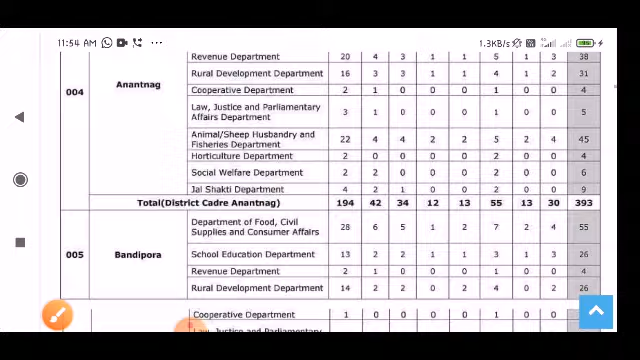 11:54 AM ··· 1.3KB/s
Revenue Department 20 4 3 1 1 5 1 3 38
004 Anantnag Rural Development Department 16 3 3 1 1 4 1 2 31
Cooperative Department 2 1 0 0 0 1 0 0 4
Law, Justice and Parliamentary
Affairs Department 3 1 0 0 0 1 0 0 5
Animal/Sheep Husbandry and
Fisheries Department 22 4 4 2 2 5 2 4 45
Horticulture Department 2 0 0 0 0 2 0 0 4
Social Welfare Department 2 2 0 0 0 2 0 0 6
Jal Shakti Department 4 2 1 0 0 2 0 0 9
Total(District Cadre Anantnag) 194 42 34 12 13 55 13 30 393
005 Bandipora Department of Food, Civil
Supplies and Consumer Affairs 28 6 5 1 2 7 2 4 55
School Education Department 13 2 2 1 1 3 1 3 26
Revenue Department 2 1 0 0 0 1 0 0 4
Rural Development Department 14 2 2 0 2 4 0 2 26
Cooperative Department 1 0 0 0 0 1 0 0
Law, Justice and Parliamentary